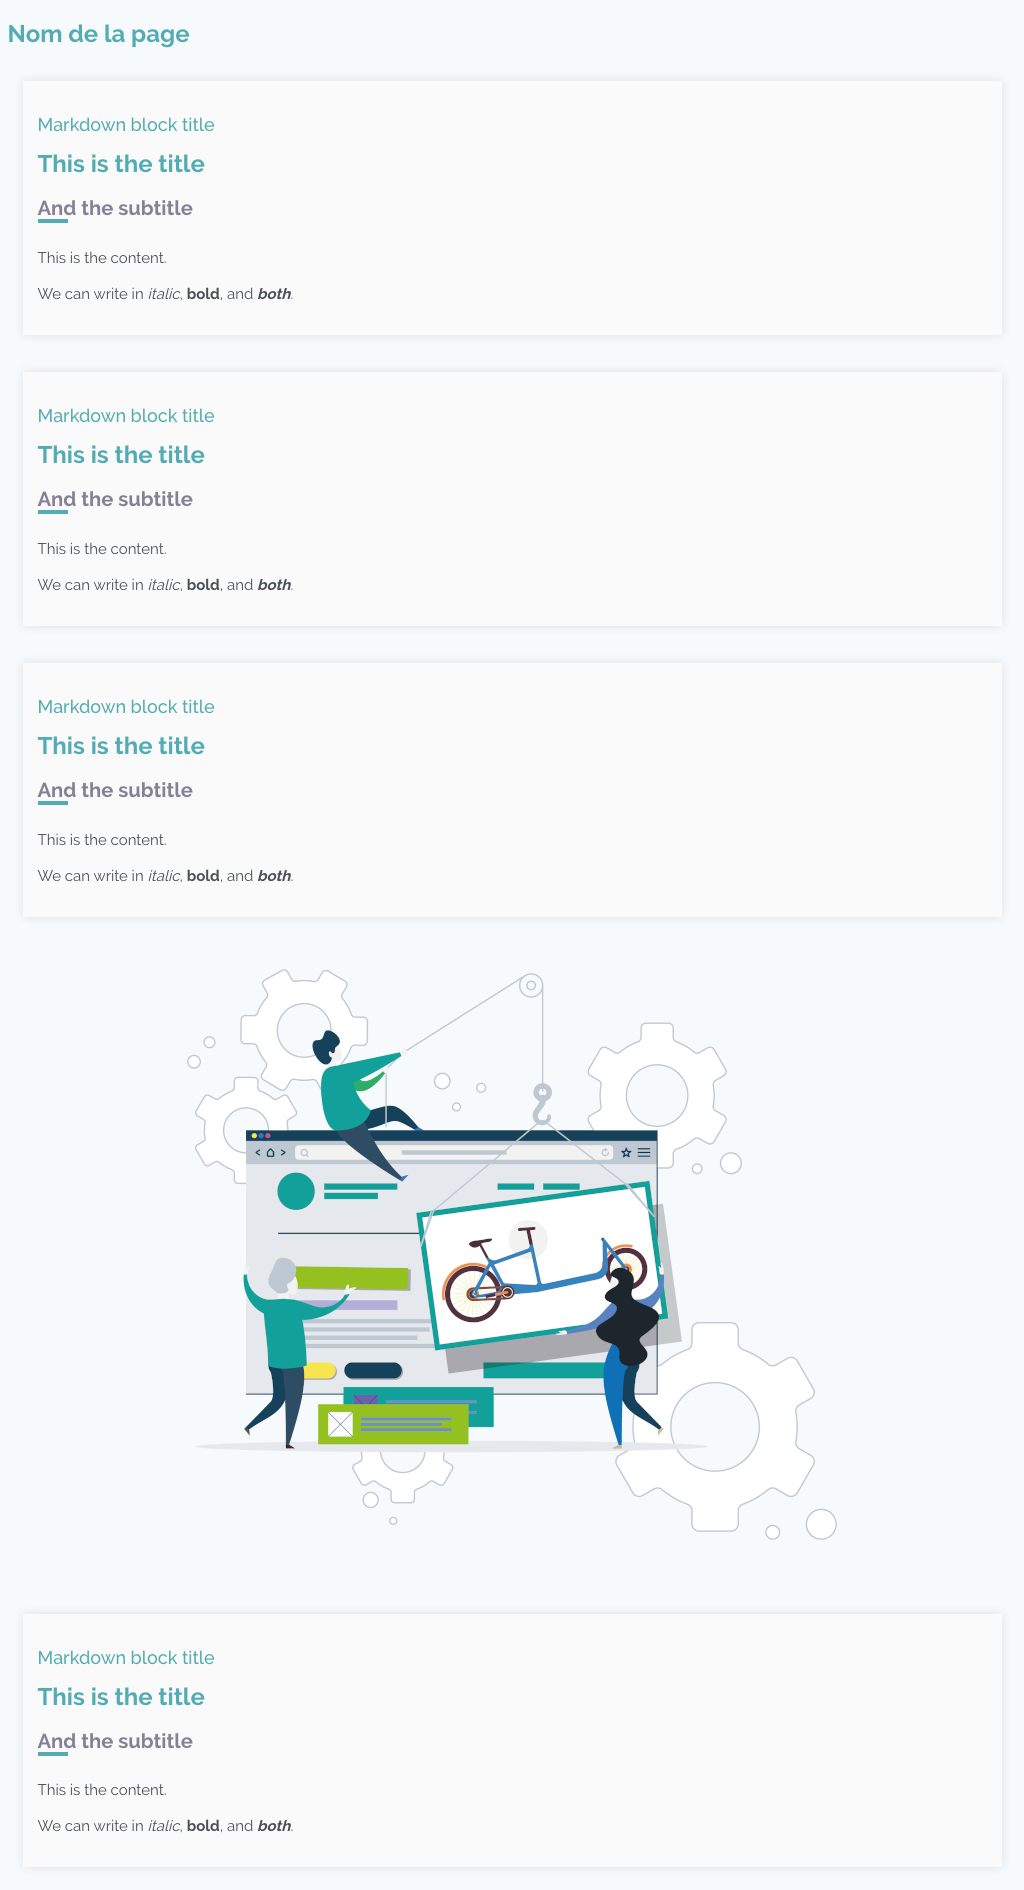 Nom de la page
Markdown block title
This is the title
And the subtitle
This is the content.
We can write in italic, bold, and both.
Markdown block title
This is the title
And the subtitle
This is the content.
We can write in italic, bold, and both.
Markdown block title
This is the title
And the subtitle
This is the content.
We can write in italic, bold, and both.
Markdown block title
This is the title
And the subtitle
This is the content.
We can write in italic, bold, and both.